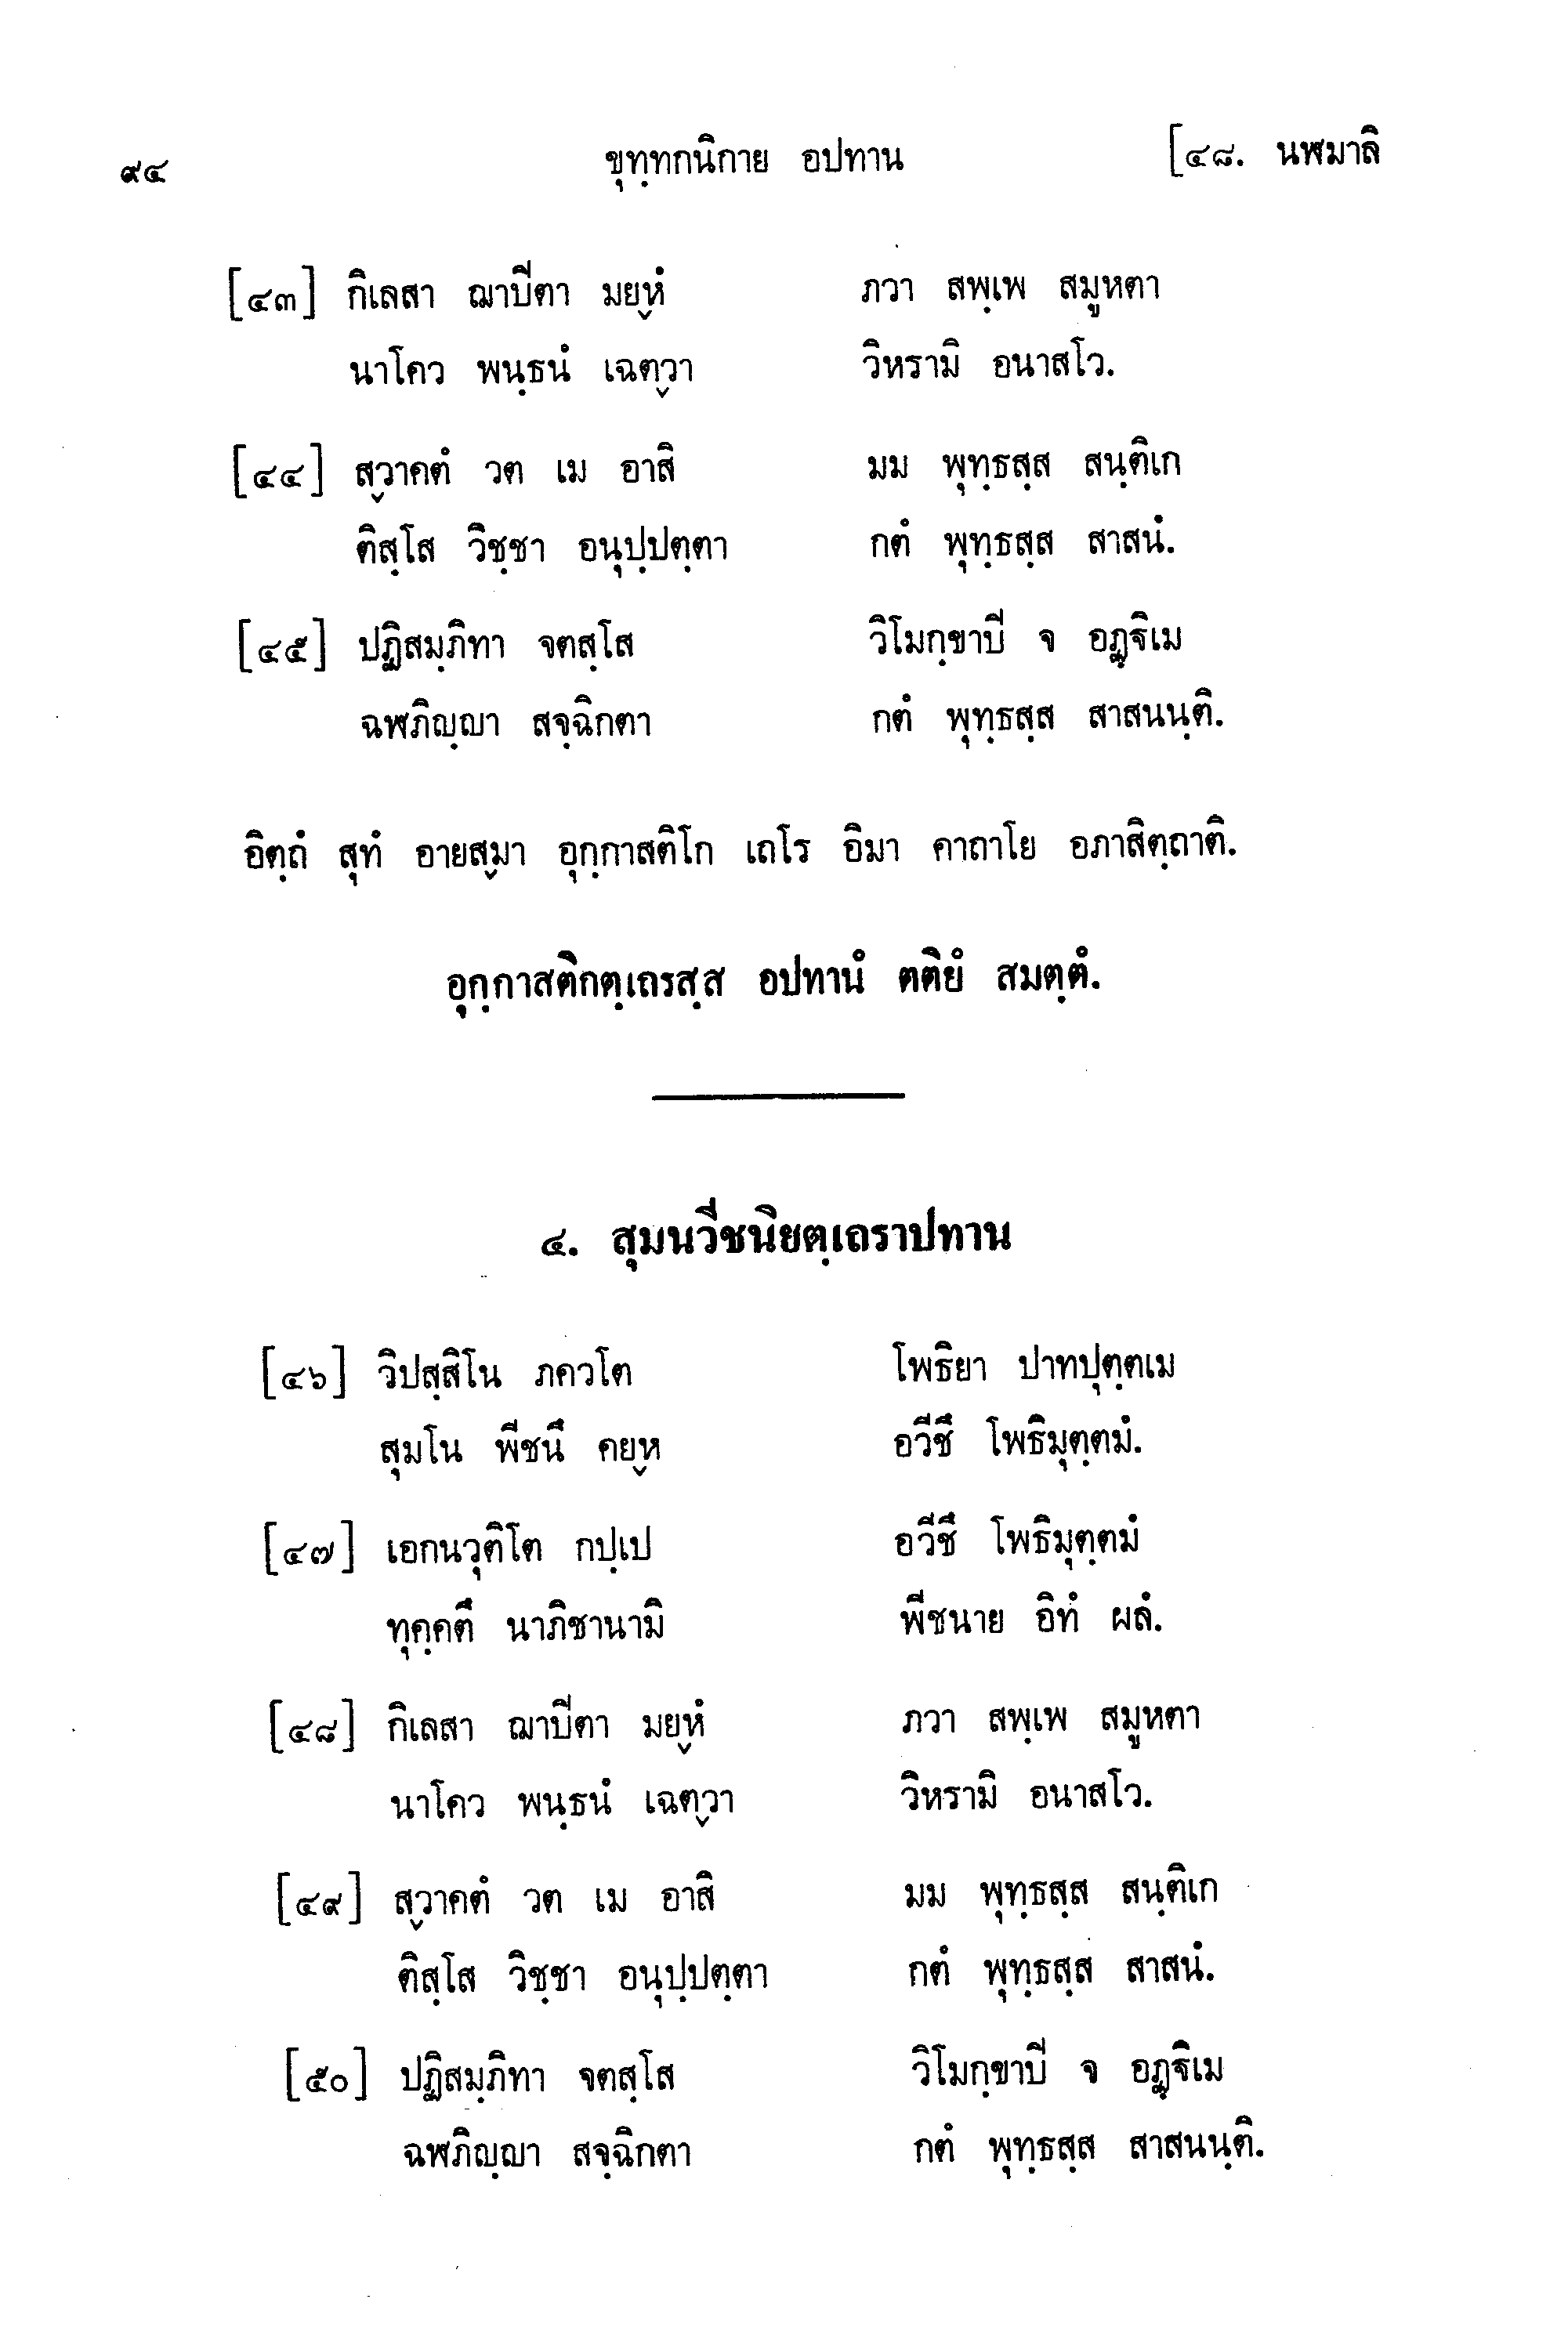 ๙๔ ขุทฺทกนิกาย อปทาน [๔๘. นฬมาลิ
[๔๓] กิเลสา ฌาปีตา มยฺหํ ภวา สพฺเพ สมูหตา
นาโคว พนฺธนํ เฉตฺวา วิหรามิ อนาสโว.
[๔๔] สฺวาคตํ วต เม อาสิ มม พุทฺธสฺส สนฺติเก
ติสฺโส วิชฺชา อนุปฺปตฺตา กตํ พุทฺธสฺส สาสนํ.
[๔๕] ปฏิสมฺภิทา จตสฺโส วิโมกฺขาปี จ อฏฺฐิเม
ฉฬภิญฺญา สจฺฉิกตา กตํ พุทฺธสฺส สาสนนฺติ.
อิตฺถํ สุทํ อายสฺมา อุกฺกาสติโก เถโร อิมา คาถาโย อภาสิตฺถาติ.
อุกฺกาสติกตฺเถรสฺส อปทานํ ตติยํ สมตฺตํ.
๔. สุมนวีชนิยตฺเถราปทาน
[๔๖] วิปสฺสิโน ภควโต โพธิยา ปาทปุตฺตเม
สุมโน พีชนึ คยฺห อวีชึ โพธิมุตฺตมํ.
[๔๗] เอกนวุติโต กปฺเป อวีชึ โพธิมุตฺตมํ
ทุคฺคตึ นาภิชานามิ พีชนาย อิทํ ผลํ.
[๔๘] กิเลสา ฌาปีตา มยฺหํ ภวา สพฺเพ สมูหตา
นาโคว พนฺธนํ เฉตฺวา วิหรามิ อนาสโว.
[๔๙] สฺวาคตํ วต เม อาสิ มม พุทฺธสฺส สนฺติเก
ติสฺโส วิชฺชา อนุปฺปตฺตา กตํ พุทฺธสฺส สาสนํ.
[๕๐] ปฏิสมฺภิทา จตสฺโส วิโมกฺขาปี จ อฏฺฐิเม
ฉฬภิญฺญา สจฺฉิกตา กตํ พุทฺธสฺส สาสนนฺติ.